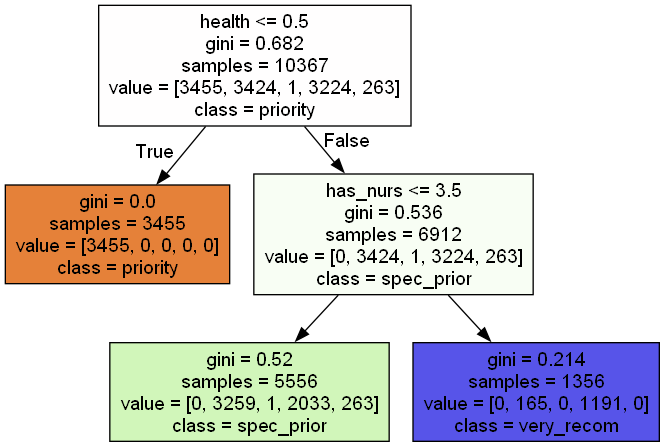 health <= 0.5
gini = 0.682
samples = 10367
value = [3455, 3424, 1, 3224, 263]
class = priority
True
False
gini = 0.0
samples = 3455
value = [3455, 0, 0, 0, 0]
class = priority
has_nurs <= 3.5
gini = 0.536
samples = 6912
value = [0, 3424, 1, 3224, 263]
class = spec_prior
gini = 0.52
samples = 5556
value = [0, 3259, 1, 2033, 263]
class = spec_prior
gini = 0.214
samples = 1356
value = [0, 165, 0, 1191, 0]
class = very_recom